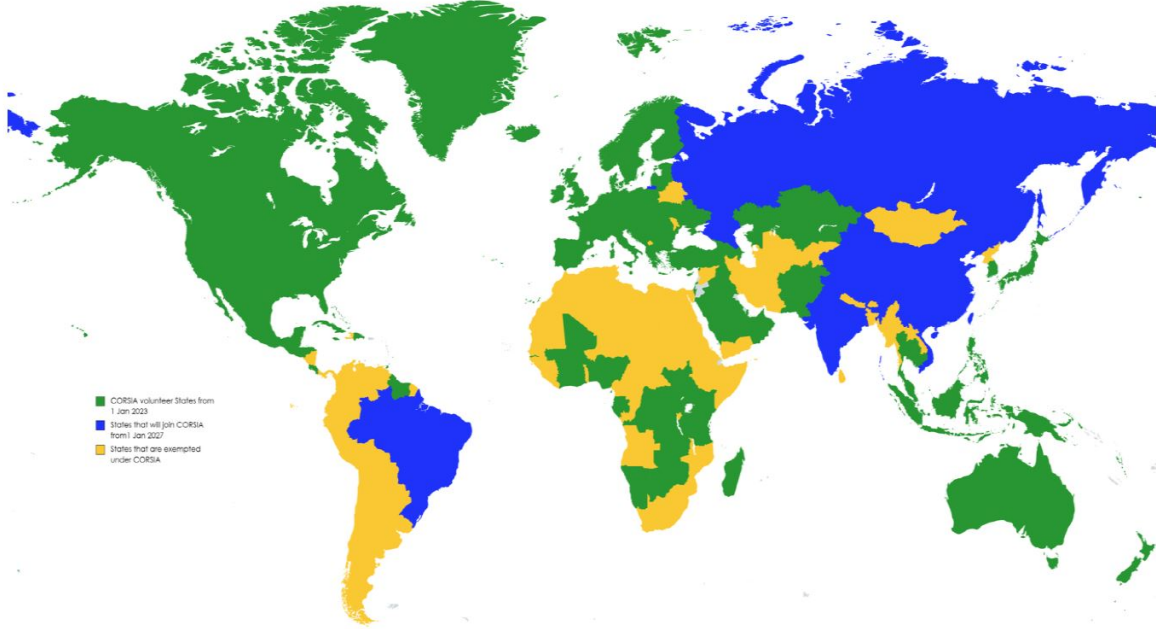 CORSIA volunteer States from
1 Jan 2023
States that will join CORSIA
from1 Jan 2027
States that are exempted
under CORSIA